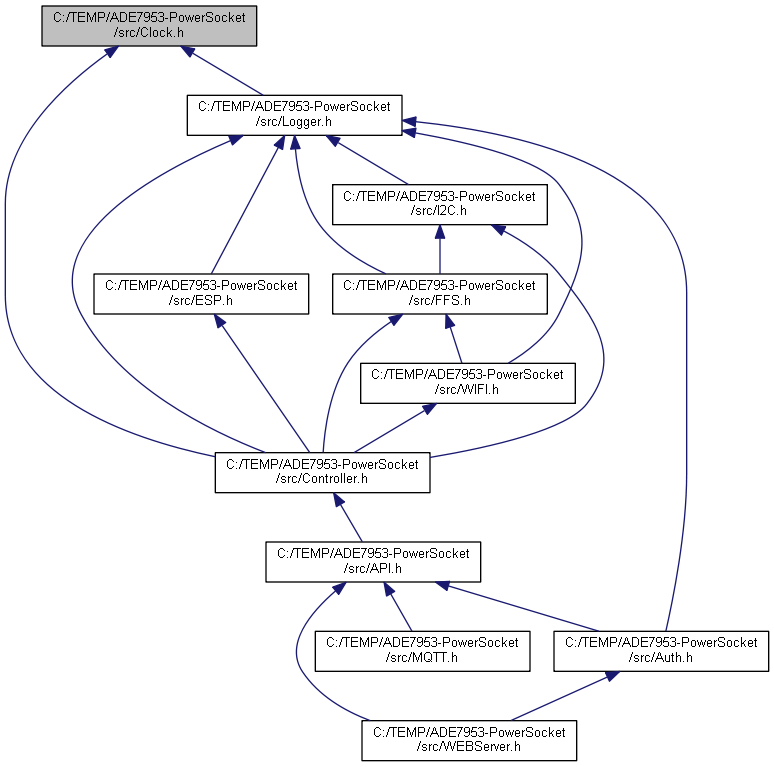 C:/TEMP/ADE7953-PowerSocket
/src/Clock.h
C:/TEMP/ADE7953-PowerSocket
/src/Logger.h
C:/TEMP/ADE7953-PowerSocket
/src/I2C.h
C:/TEMP/ADE7953-PowerSocket
/src/ESP.h
C:/TEMP/ADE7953-PowerSocket
/src/FFS.h
C:/TEMP/ADE7953-PowerSocket
/src/WIFI.h
C:/TEMP/ADE7953-PowerSocket
/src/Controller.h
C:/TEMP/ADE7953-PowerSocket
/src/API.h
C:/TEMP/ADE7953-PowerSocket
/src/MQTT.h
C:/TEMP/ADE7953-PowerSocket
/src/Auth.h
C:/TEMP/ADE7953-PowerSocket
/src/WEBServer.h